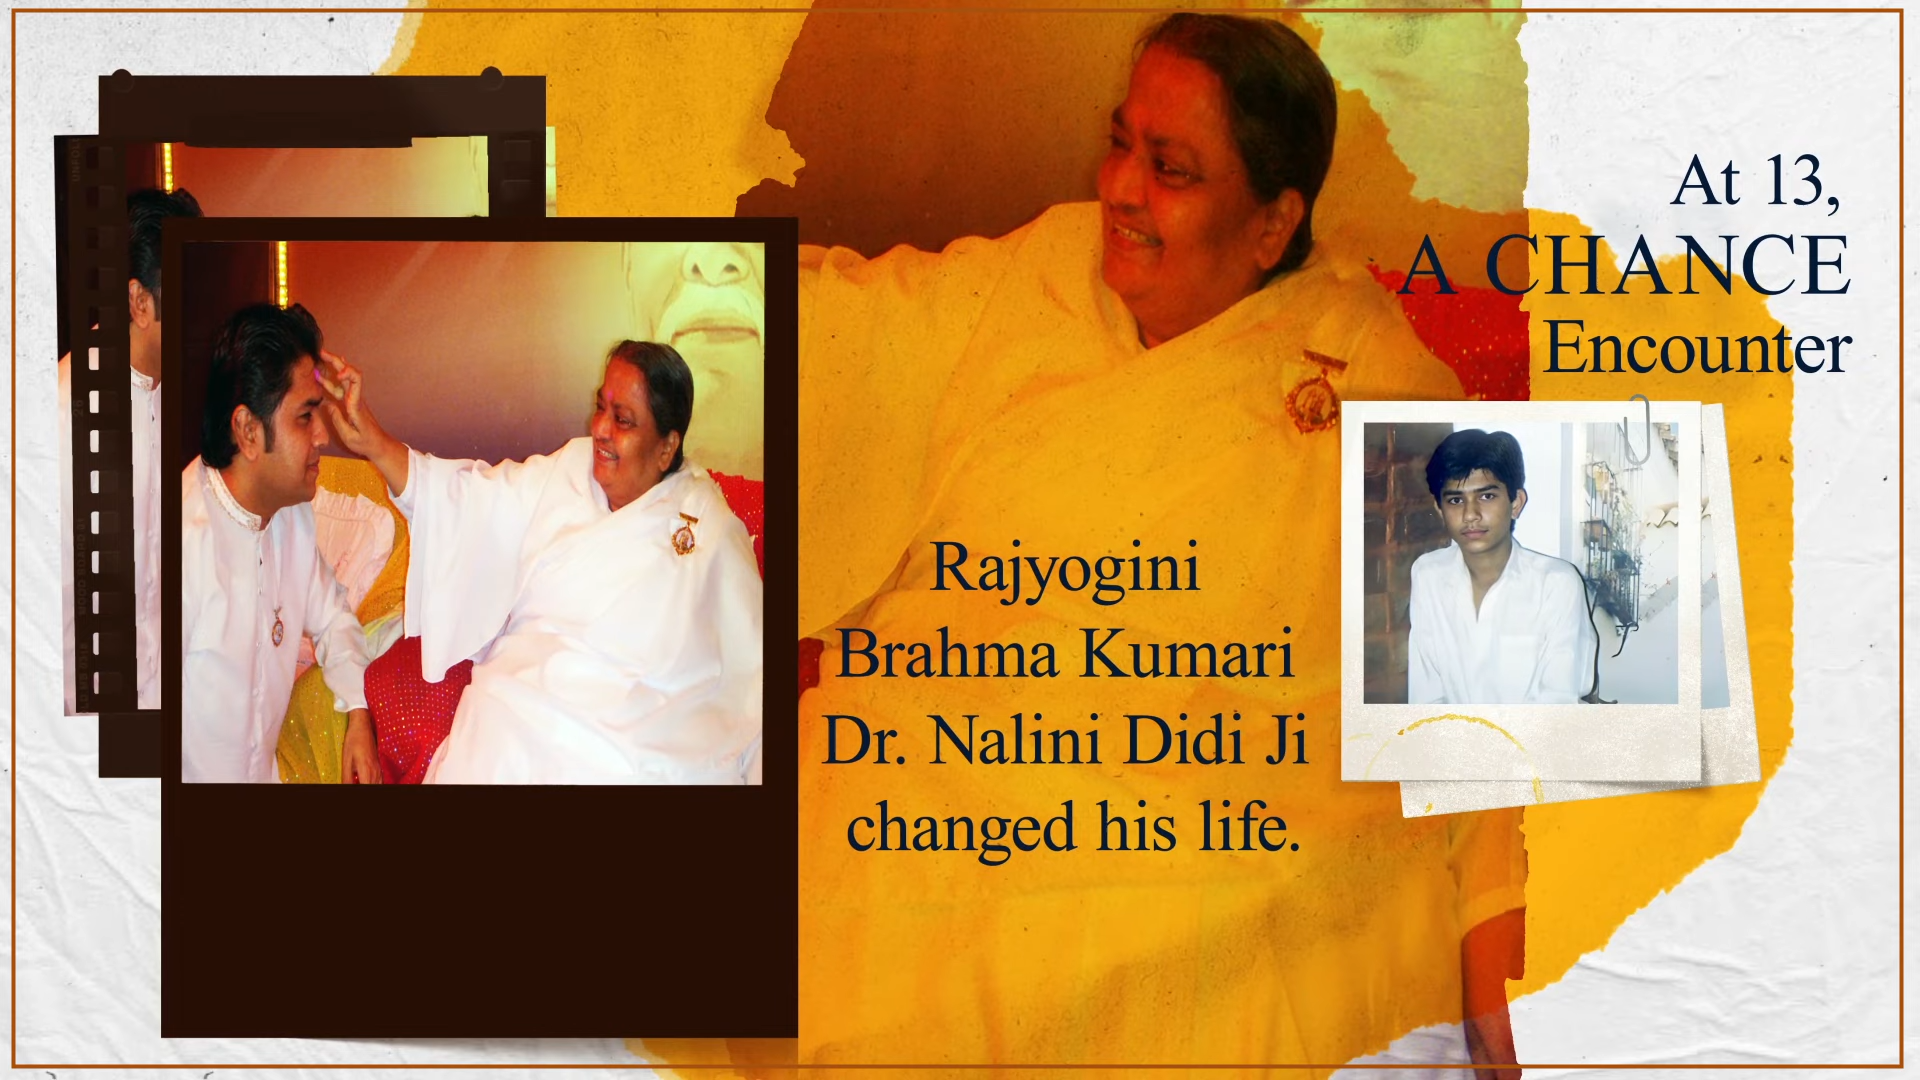 At 13,
A CHANCE
Encounter
Rajyogini
Brahma Kumari
Dr. Nalini Didi Ji
changed his life.